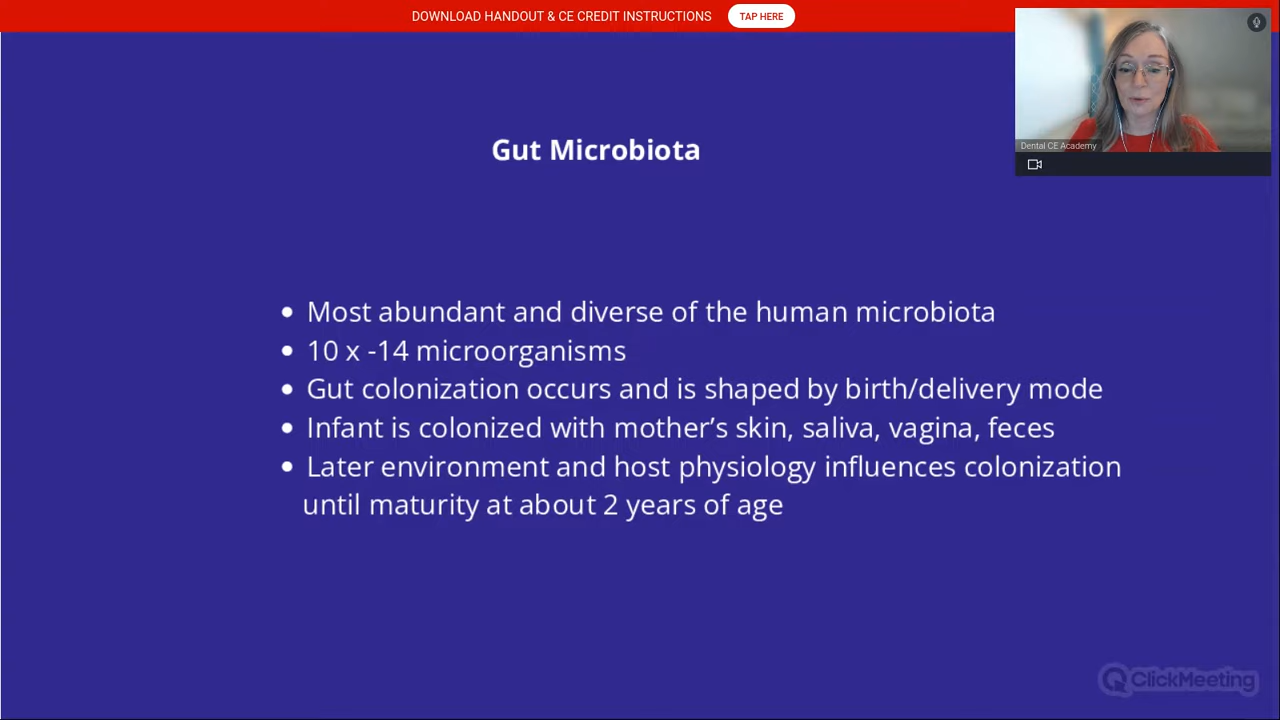 DOWNLOAD HANDOUT & CE CREDIT INSTRUCTIONS TAP HERE
Dental CE Academy
Gut Microbiota
• Most abundant and diverse of the human microbiota
• 10 x -14 microorganisms
• Gut colonization occurs and is shaped by birth/delivery mode
• Infant is colonized with mother’s skin, saliva, vagina, feces
• Later environment and host physiology influences colonization
until maturity at about 2 years of age
ClickMeeting